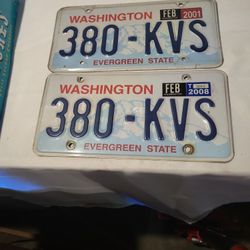 WASHINGTON
FEB 2001
380-KVS
EVERGREEN STATE
WASHINGTON
FEB T 2008
380-KVS
EVERGREEN STATE